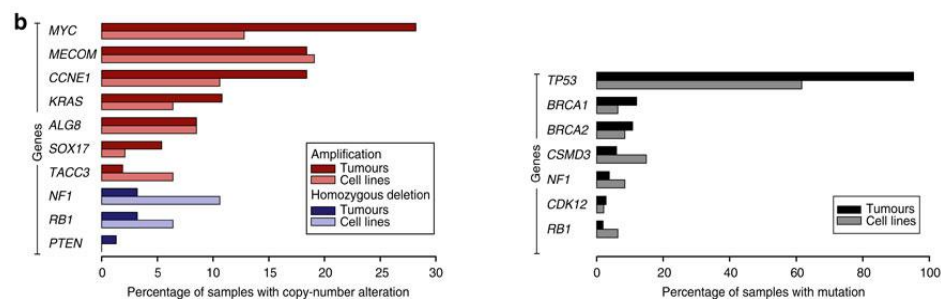 b
Genes
MYC
MECOM
CCNE1
KRAS
ALG8
SOX17
TACC3
NF1
RB1
PTEN
Amplification
Tumours
Cell lines
Homozygous deletion
Tumours
Cell lines
0 5 10 15 20 25 30
Percentage of samples with copy-number alteration
Genes
TP53
BRCA1
BRCA2
CSMD3
NF1
CDK12
RB1
Tumours
Cell lines
0 20 40 60 80 100
Percentage of samples with mutation